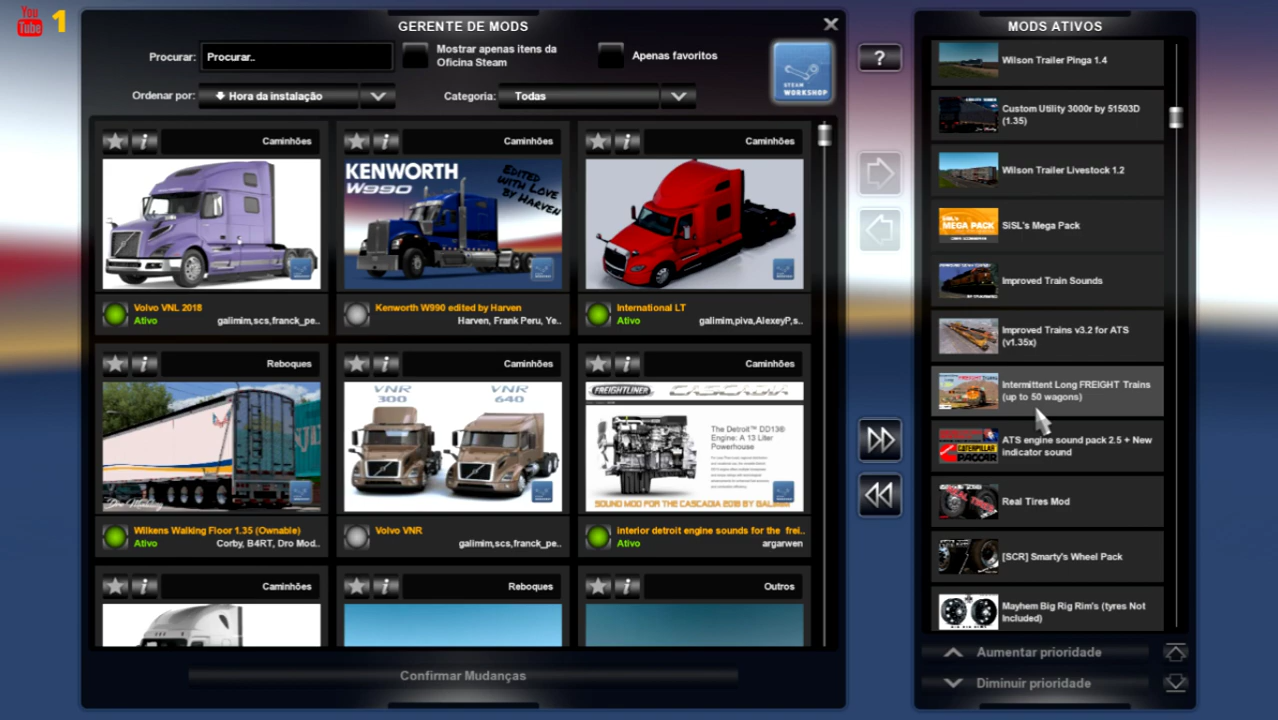 You
Tube
1
GERENTE DE MODS
Procurar:
Procurar..
Mostrar apenas itens da
Oficina Steam
Apenas favoritos
STEAM
WORKSHOP
Ordenar por:
Hora da instalação
Categoria:
Todas
Caminhões
Volvo VNL 2018
Ativo
galimim,scs,franck_pe..
Caminhões
KENWORTH
W990
EDITED
WITH LOVE
BY HARVEN
Kenworth W990 edited by Harven
Harven, Frank Peru, Ye..
Caminhões
International LT
Ativo
galimim,piva,AlexeyP,s..
Reboques
Wilkens Walking Floor 1.35 (Ownable)
Ativo
Corby, B4RT, Dro Mod..
Caminhões
VNR
300
VNR
640
Volvo VNR
galimim,scs,franck_pe..
Caminhões
FREIGHTLINER
CASCADIA
The Detroit™ DD13®
Engine: A 13 Liter
Powerhouse
SOUND MOD FOR THE CASCADIA 2018 BY GALIMIM
interior detroit engine sounds for the frei..
Ativo
argarwen
Caminhões
Reboques
Outros
Confirmar Mudanças
?
MODS ATIVOS
Wilson Trailer Pinga 1.4
Custom Utility 3000r by 51503D
(1.35)
Wilson Trailer Livestock 1.2
SiSL's
MEGA PACK
SiSL's Mega Pack
Improved Train Sounds
Improved Trains v3.2 for ATS
(v1.35x)
Intermittent Long FREIGHT Trains
(up to 50 wagons)
CATERPILLAR
PACCAR
ATS engine sound pack 2.5 + New
indicator sound
Real Tires Mod
[SCR] Smarty's Wheel Pack
Mayhem Big Rig Rim's (tyres Not
Included)
Aumentar prioridade
Diminuir prioridade